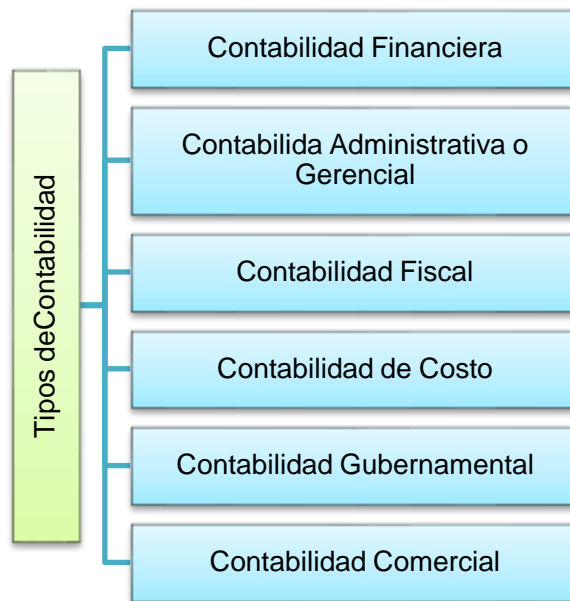 Tipos deContabilidad
Contabilidad Financiera
Contabilida Administrativa o
Gerencial
Contabilidad Fiscal
Contabilidad de Costo
Contabilidad Gubernamental
Contabilidad Comercial